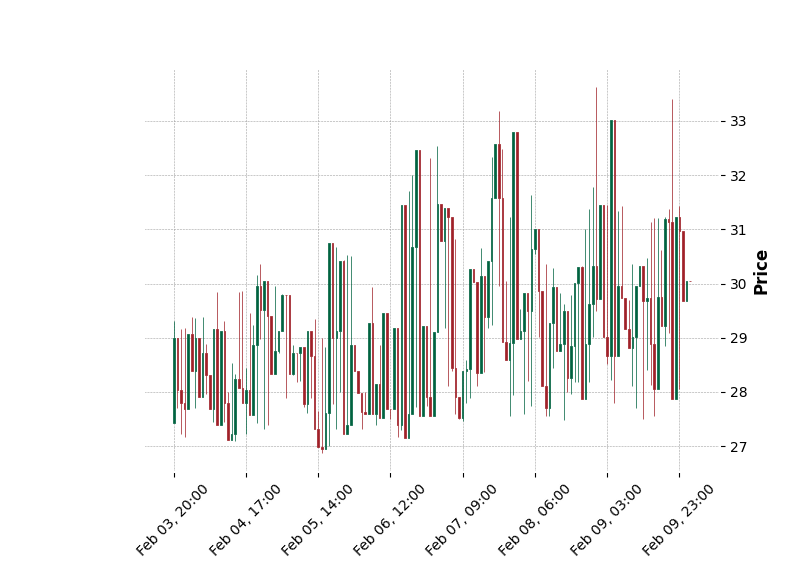 33
32
31
30
29
28
27
Price
Feb 03, 20:00
Feb 04, 17:00
Feb 05, 14:00
Feb 06, 12:00
Feb 07, 09:00
Feb 08, 06:00
Feb 09, 03:00
Feb 09, 23:00